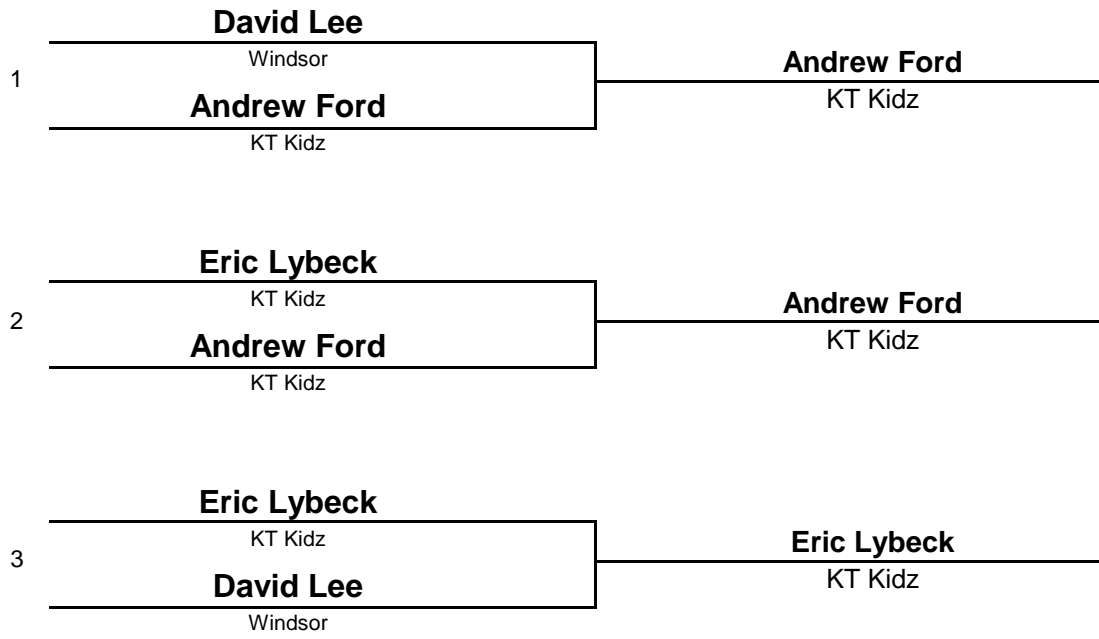 David Lee
Windsor
1
Andrew Ford
KT Kidz
Andrew Ford
KT Kidz
Eric Lybeck
KT Kidz
2
Andrew Ford
KT Kidz
Andrew Ford
KT Kidz
Eric Lybeck
KT Kidz
3
David Lee
Windsor
Eric Lybeck
KT Kidz